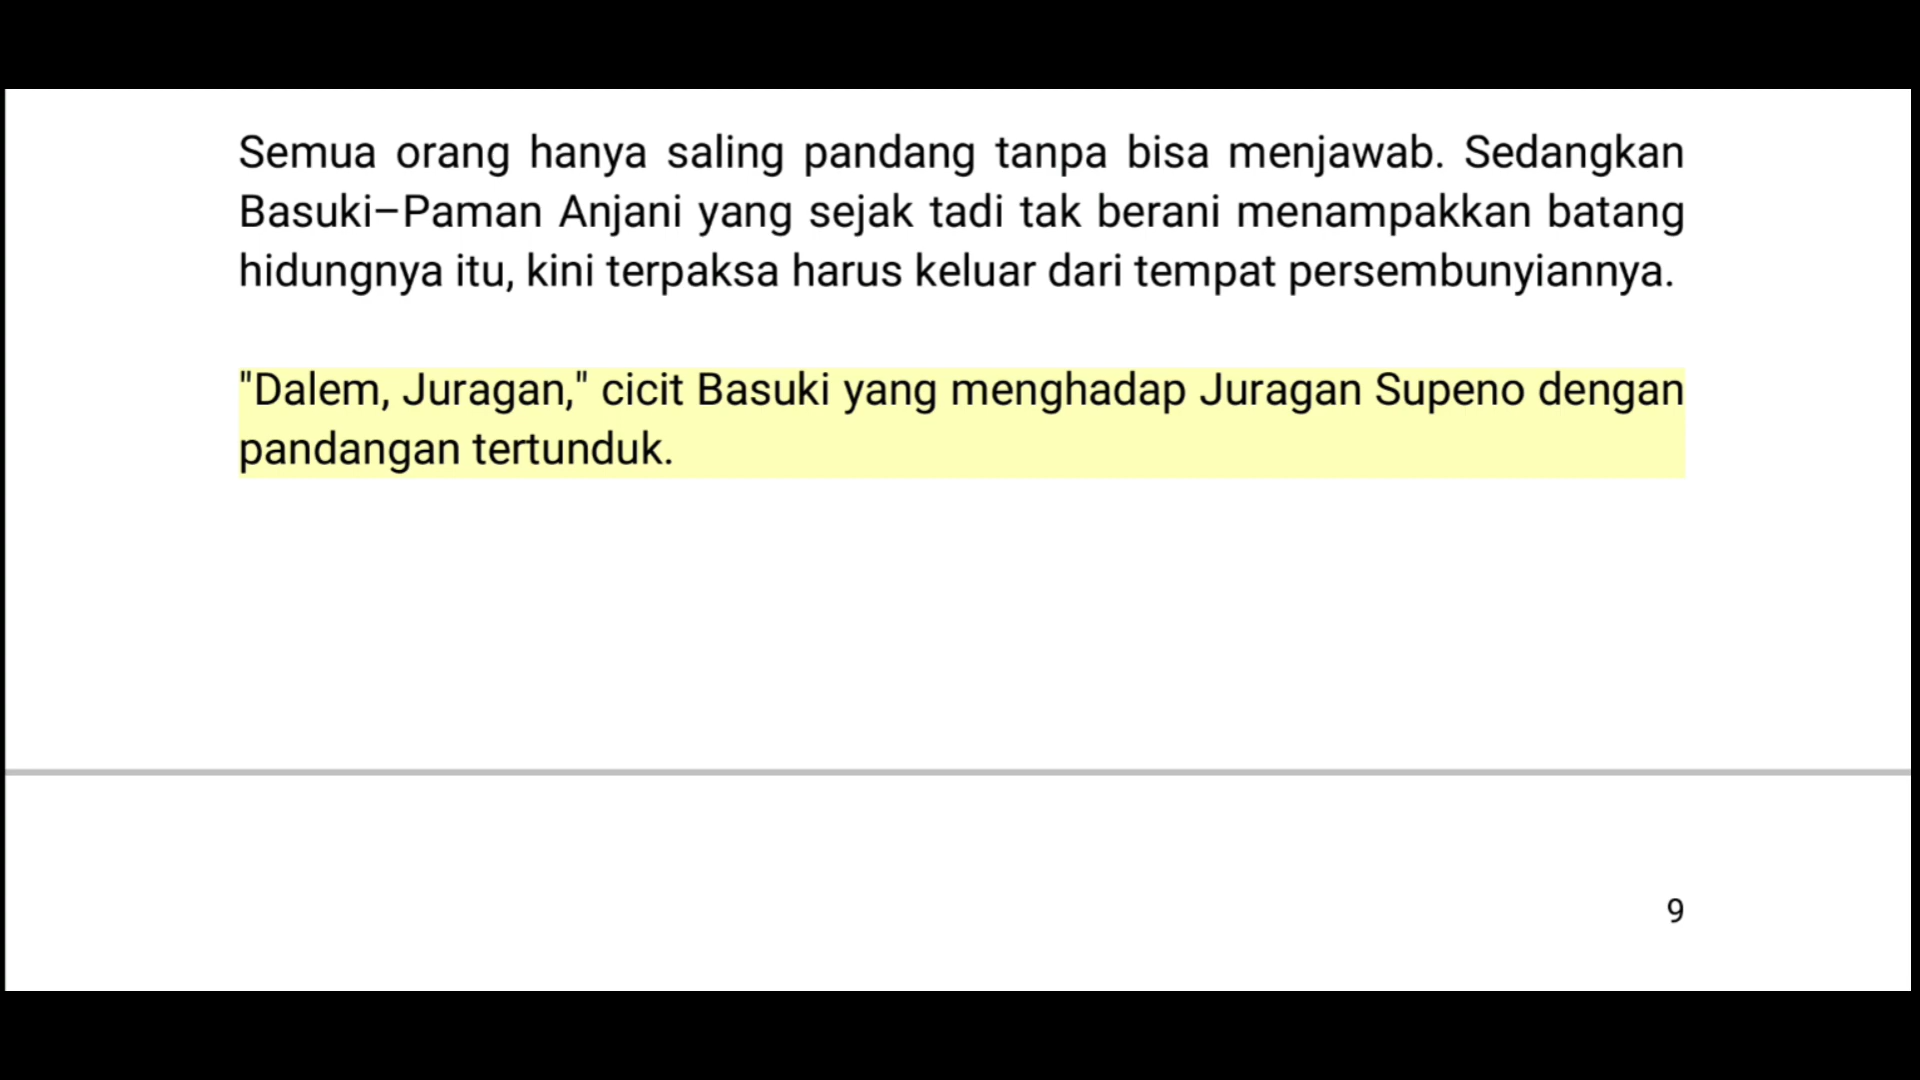 Semua orang hanya saling pandang tanpa bisa menjawab. Sedangkan
Basuki–Paman Anjani yang sejak tadi tak berani menampakkan batang
hidungnya itu, kini terpaksa harus keluar dari tempat persembunyiannya.
"Dalem, Juragan," cicit Basuki yang menghadap Juragan Supeno dengan
pandangan tertunduk.
9